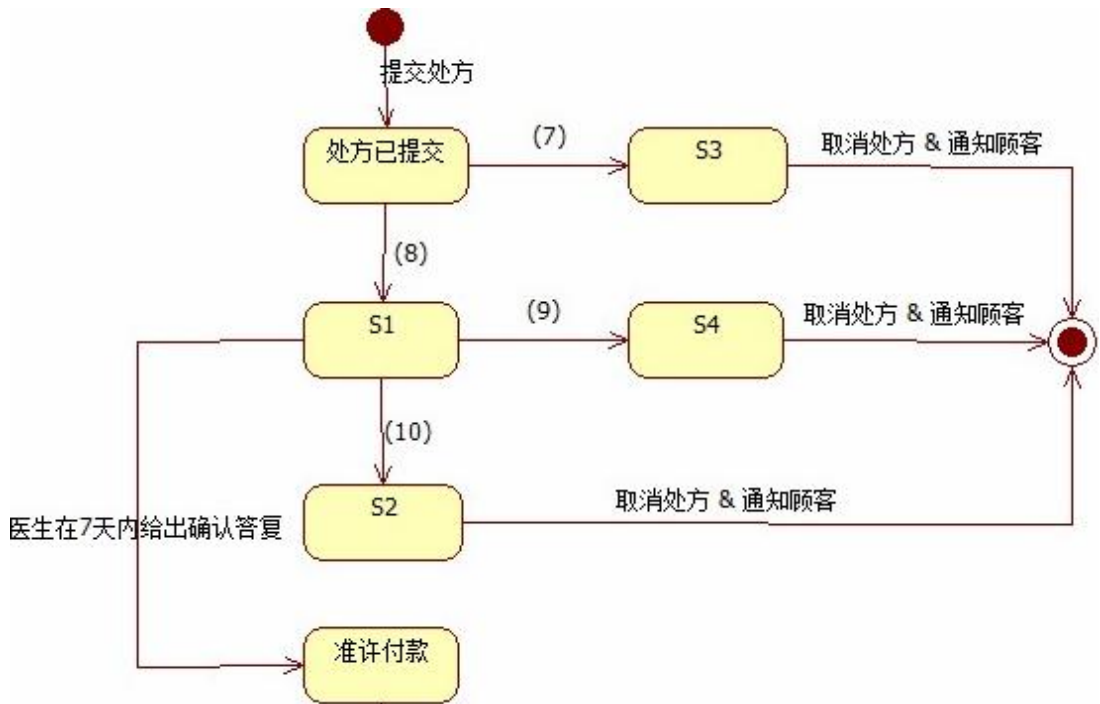 提交处方
处方已提交
(7)
S3
取消处方 & 通知顾客
(8)
S1
(9)
S4
取消处方 & 通知顾客
(10)
S2
取消处方 & 通知顾客
医生在7天内给出确认答复
准许付款